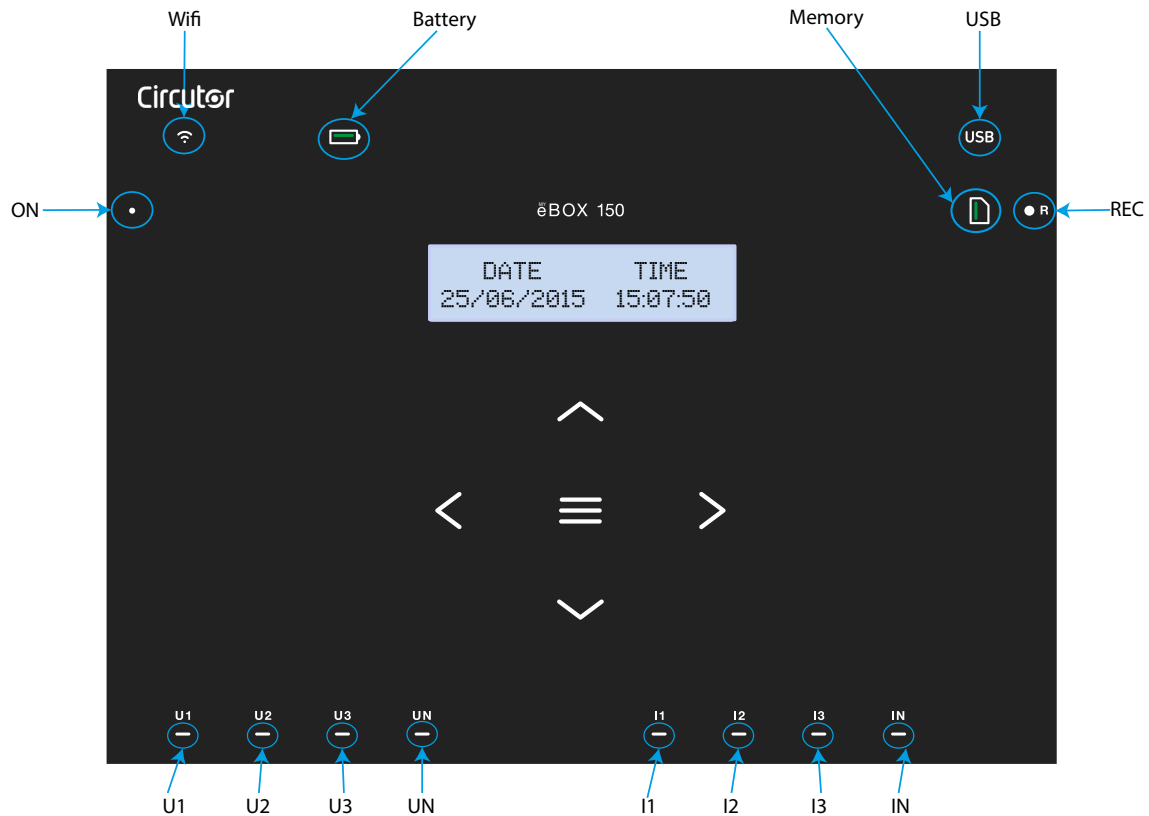 Wifi Battery Memory USB
Circutor
USB
ON
MYeBOX 150
R
REC
DATE TIME
25/06/2015 15:07:50
U1 U2 U3 UN I1 I2 I3 IN
U1 U2 U3 UN I1 I2 I3 IN